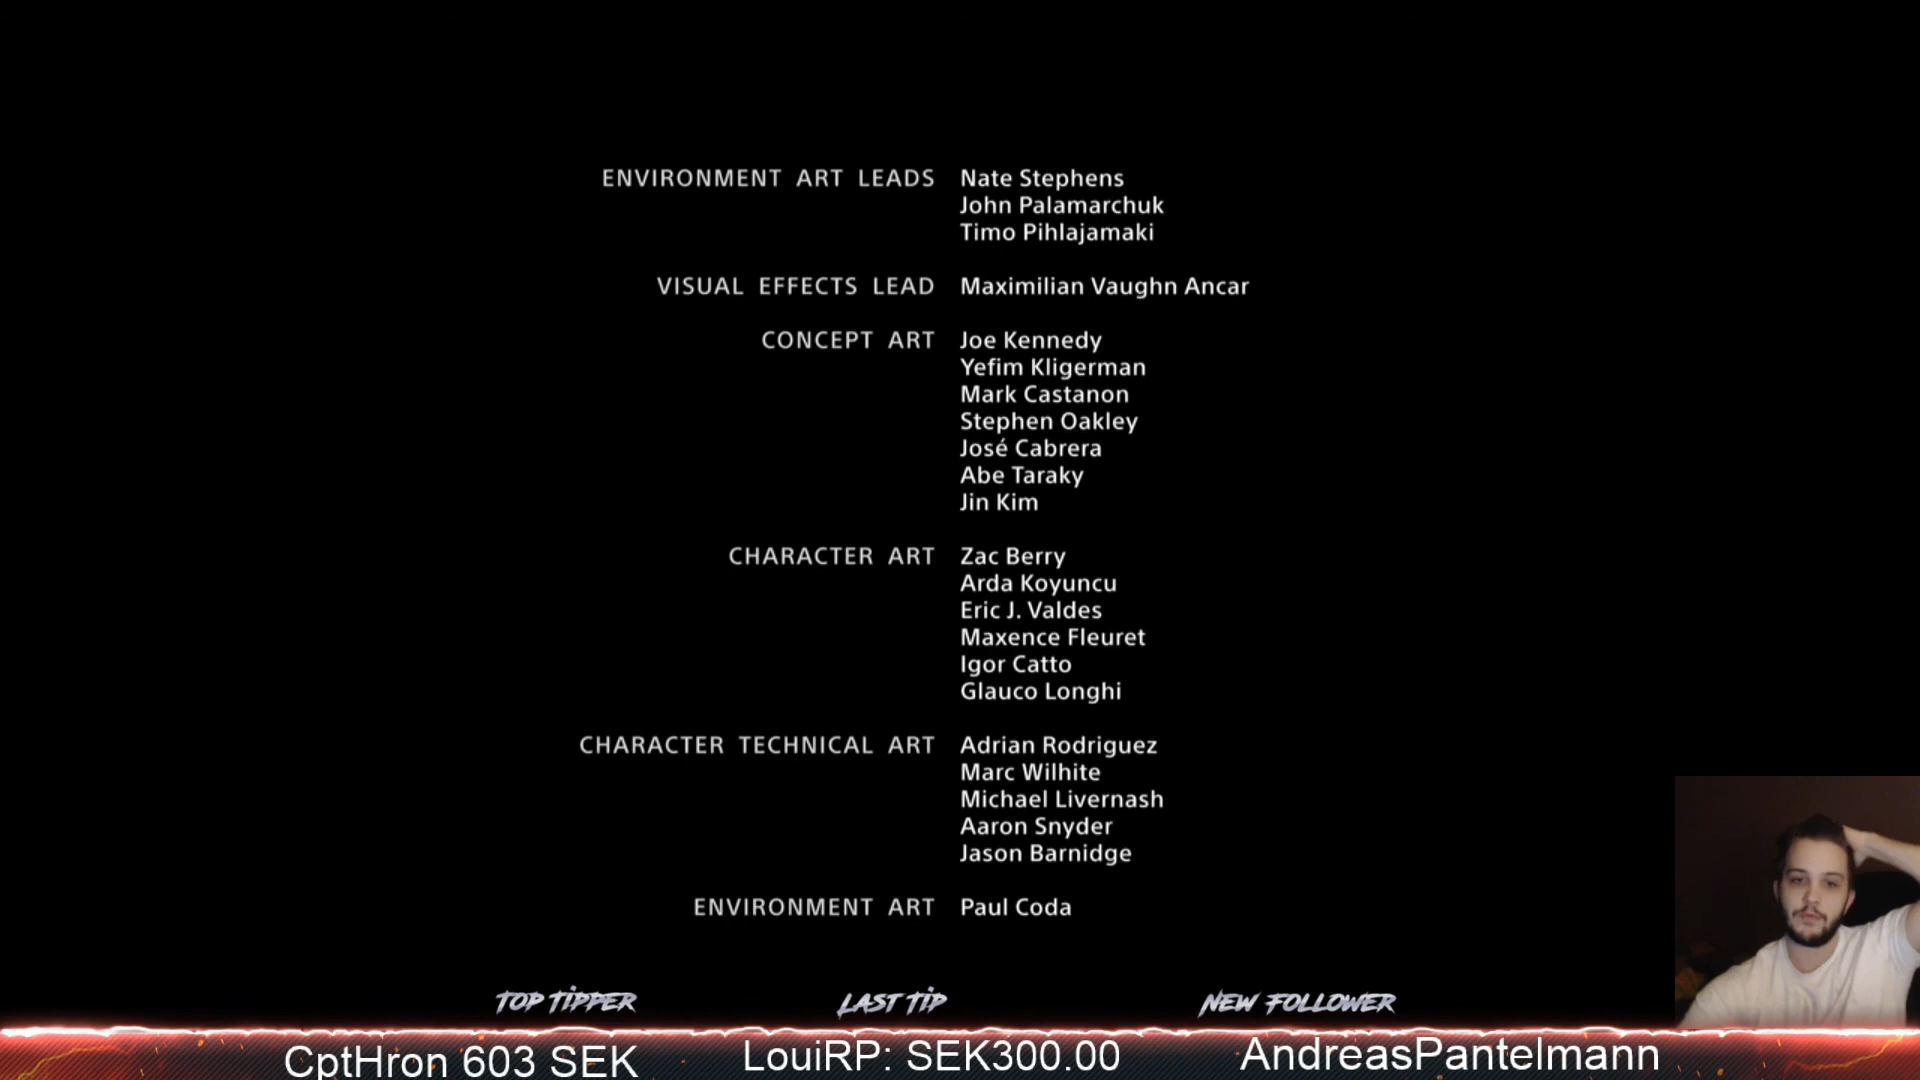 ENVIRONMENT ART LEADS Nate Stephens
John Palamarchuk
Timo Pihlajamaki
VISUAL EFFECTS LEAD Maximilian Vaughn Ancar
CONCEPT ART Joe Kennedy
Yefim Kligerman
Mark Castanon
Stephen Oakley
José Cabrera
Abe Taraky
Jin Kim
CHARACTER ART Zac Berry
Arda Koyuncu
Eric J. Valdes
Maxence Fleuret
Igor Catto
Glauco Longhi
CHARACTER TECHNICAL ART Adrian Rodriguez
Marc Wilhite
Michael Livernash
Aaron Snyder
Jason Barnidge
ENVIRONMENT ART Paul Coda
TOP TIPPER LAST TIP NEW FOLLOWER
CptHron 603 SEK LouiRP: SEK300.00 AndreasPantelmann